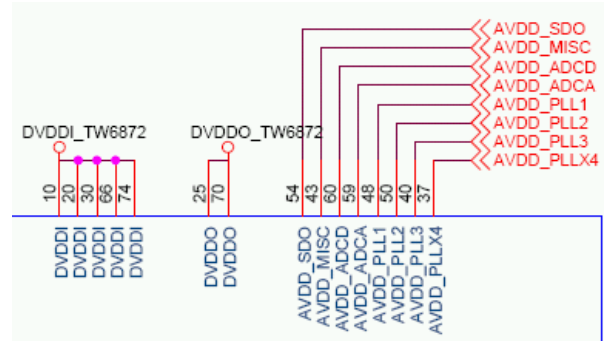 AVDD_SDO
AVDD_MISC
AVDD_ADCD
AVDD_ADCA
AVDD_PLL1
AVDD_PLL2
AVDD_PLL3
AVDD_PLLX4
DVDDI_TW6872
DVDDO_TW6872
10
20
30
66
74
25
70
54
43
60
59
48
50
40
37
DVDDI
DVDDI
DVDDI
DVDDI
DVDDI
DVDDO
DVDDO
AVDD_SDO
AVDD_MISC
AVDD_ADCD
AVDD_ADCA
AVDD_PLL1
AVDD_PLL2
AVDD_PLL3
AVDD_PLLX4